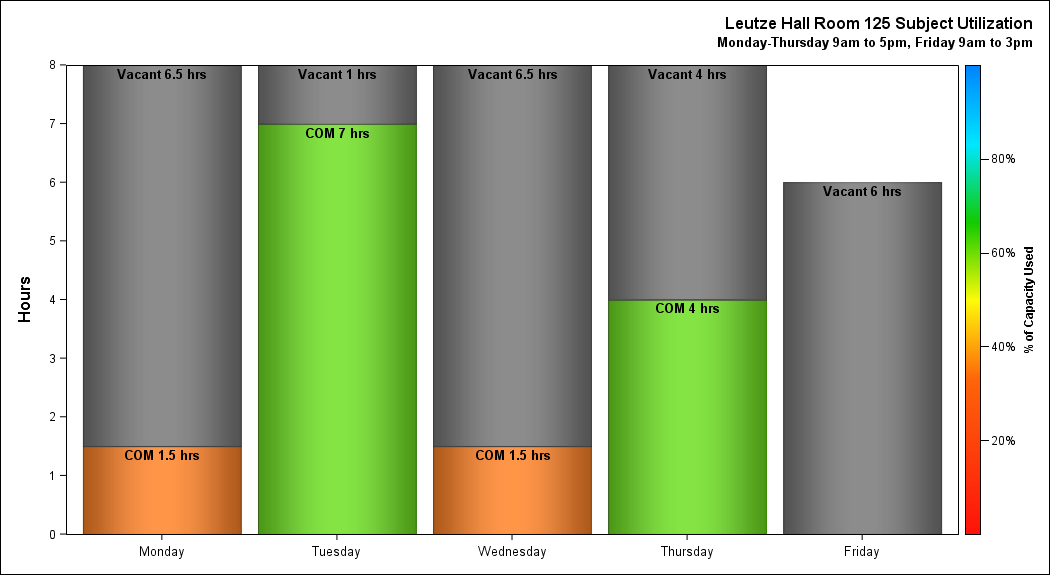 Leutze Hall Room 125 Subject Utilization
Monday-Thursday 9am to 5pm, Friday 9am to 3pm
8
7
6
5
4
3
2
1
0
Hours
Vacant 6.5 hrs
COM 1.5 hrs
Vacant 1 hrs
COM 7 hrs
Vacant 6.5 hrs
COM 1.5 hrs
Vacant 4 hrs
COM 4 hrs
Vacant 6 hrs
Monday
Tuesday
Wednesday
Thursday
Friday
80%
60%
40%
20%
% of Capacity Used